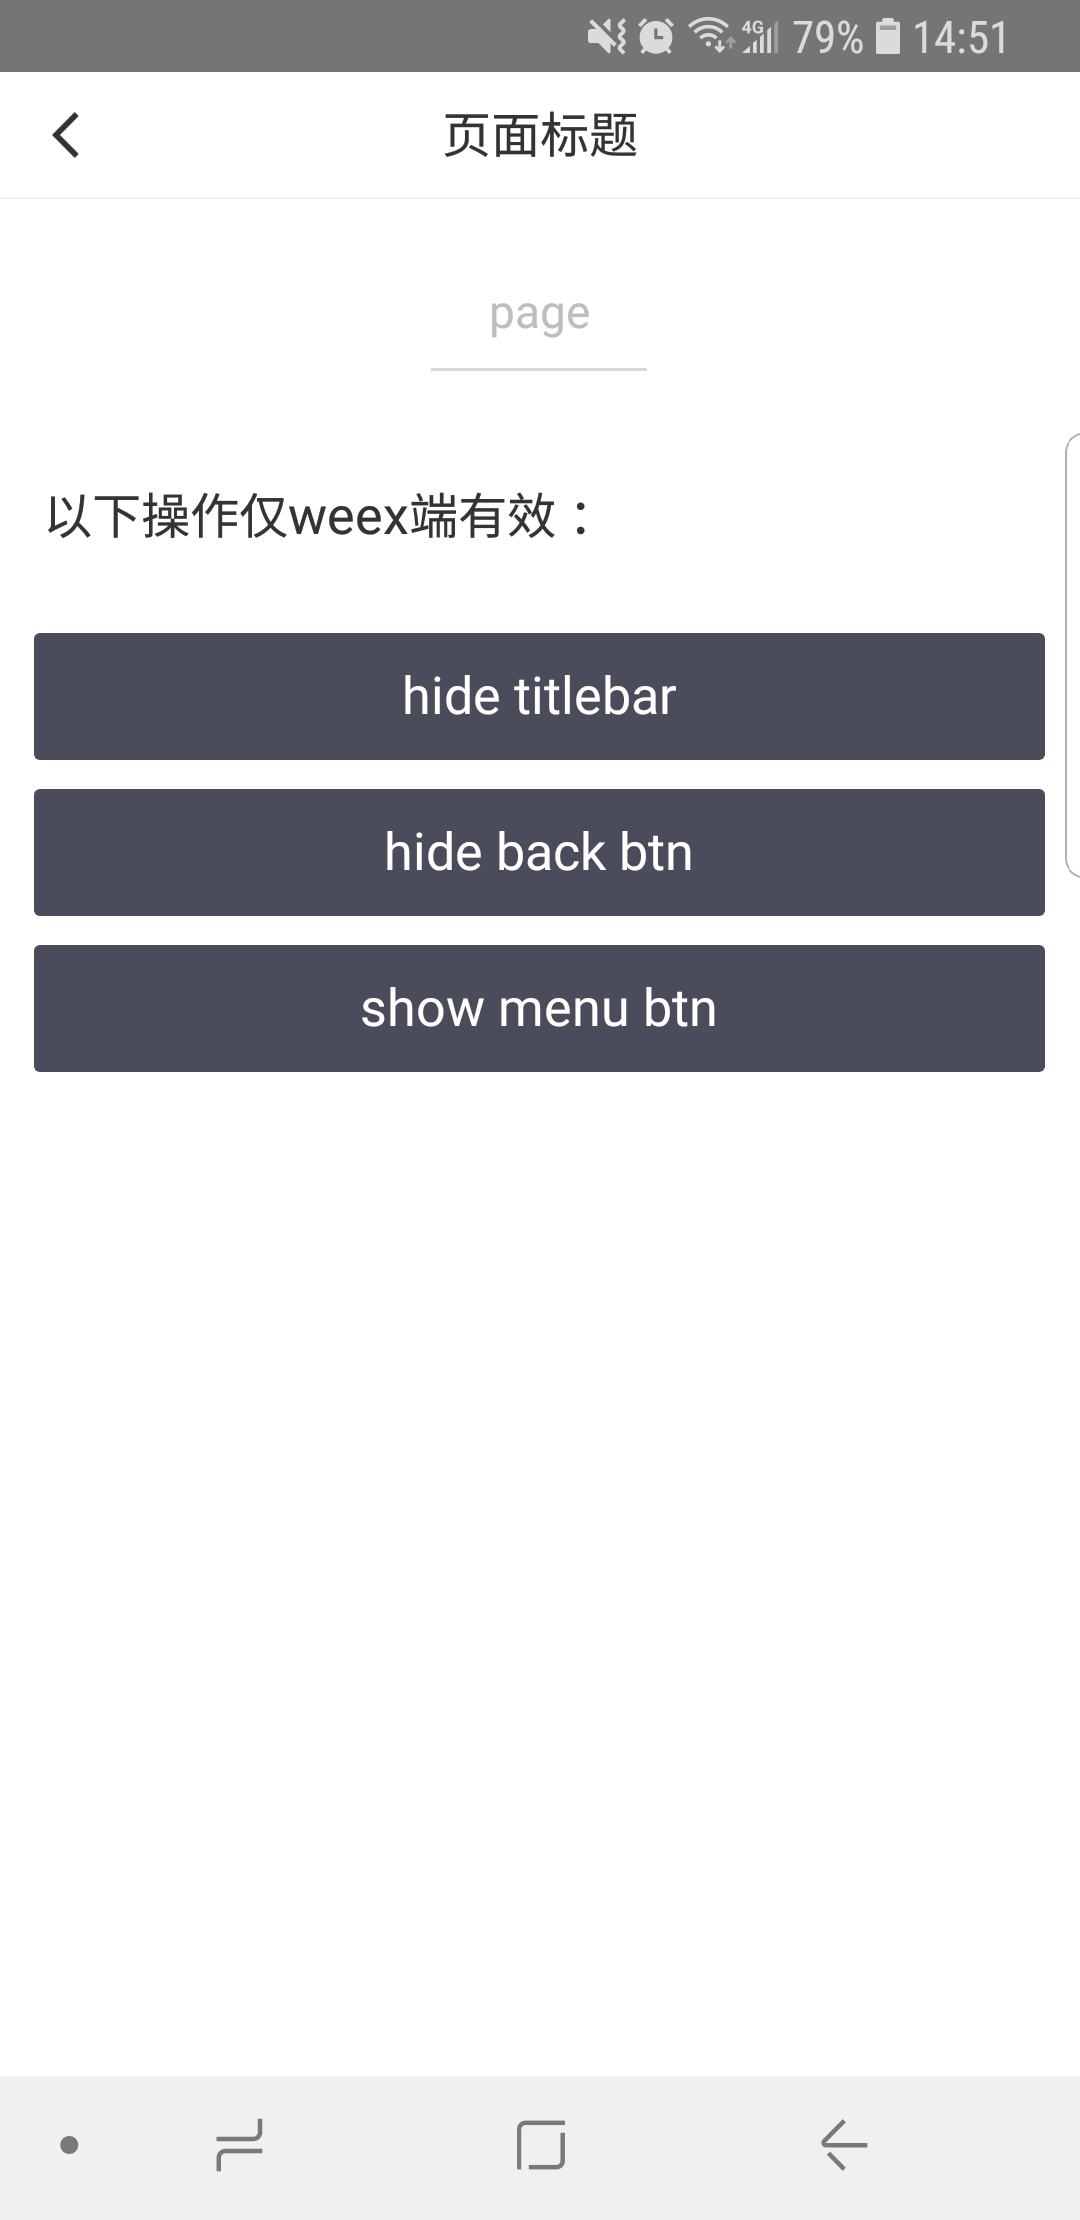 4G 79% 14:51
页面标题
page
以下操作仅weex端有效：
hide titlebar
hide back btn
show menu btn